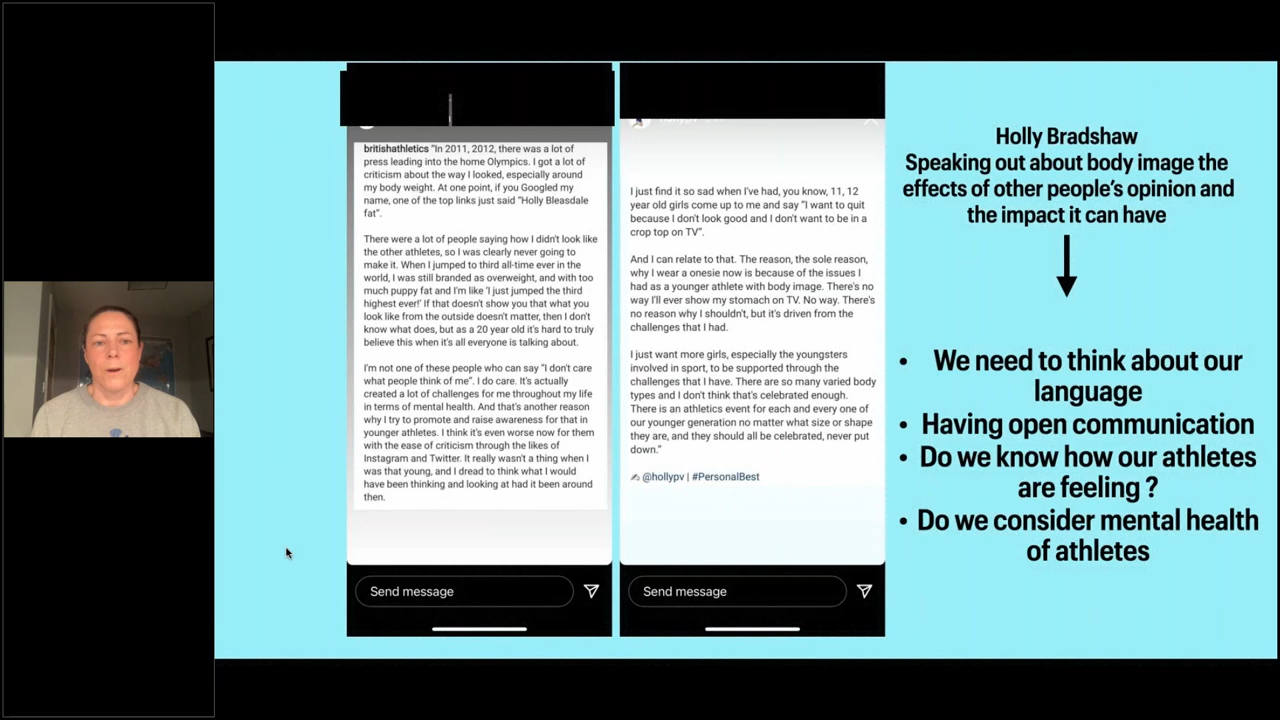 britishathletics "In 2011, 2012, there was a lot of
press leading into the home Olympics. I got a lot of
criticism about the way I looked, especially around
my body weight. At one point, if you Googled my
name, one of the top links just said "Holly Bleasdale
fat".
There were a lot of people saying how I didn't look like
the other athletes, so I was clearly never going to
make it. When I jumped to third all-time ever in the
world, I was still branded as overweight, and with too
much puppy fat and I'm like 'I just jumped the third
highest ever!' If that doesn't show you that what you
look like from the outside doesn't matter, then I don't
know what does, but as a 20 year old it's hard to truly
believe this when it's all everyone is talking about.
I'm not one of these people who can say "I don't care
what people think of me". I do care. It's actually
created a lot of challenges for me throughout my life
in terms of mental health. And that's another reason
why I try to promote and raise awareness for that in
younger athletes. I think it's even worse now for them
with the ease of criticism through the likes of
Instagram and Twitter. It really wasn't a thing when I
was that young, and I dread to think what I would
have been thinking and looking at had it been around
then.
Send message
I just find it so sad when I've had, you know, 11, 12
year old girls come up to me and say "I want to quit
because I don't look good and I don't want to be in a
crop top on TV".
And I can relate to that. The reason, the sole reason,
why I wear a onesie now is because of the issues I
had as a younger athlete with body image. There's no
way I'll ever show my stomach on TV. No way. There's
no reason why I shouldn't, but it's driven from the
challenges that I had.
I just want more girls, especially the youngsters
involved in sport, to be supported through the
challenges that I have. There are so many varied body
types and I don't think that's celebrated enough.
There is an athletics event for each and every one of
our younger generation no matter what size or shape
they are, and they should all be celebrated, never put
down."
✍ @hollypv | #PersonalBest
Send message
Holly Bradshaw
Speaking out about body image the
effects of other people's opinion and
the impact it can have
• We need to think about our
language
• Having open communication
• Do we know how our athletes
are feeling ?
• Do we consider mental health
of athletes